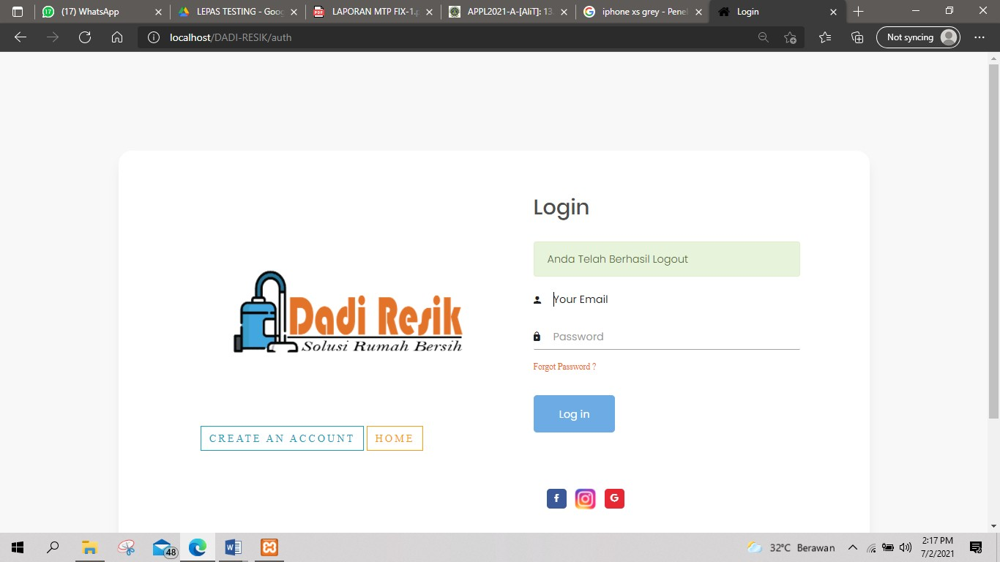 (17) WhatsApp
LEPAS TESTING - Goo
LAPORAN MTP FIX-1.
APPL2021-A-[AliT]: 13.
iphone xs grey - Pene
Login
localhost/DADI-RESIK/auth
Not syncing
Login
Anda Telah Berhasil Logout
Your Email
Password
Forgot Password ?
Log in
Dadi Resik
Solusi Rumah Bersih
CREATE AN ACCOUNT
HOME
f
G
48
32°C Berawan
2:17 PM
7/2/2021